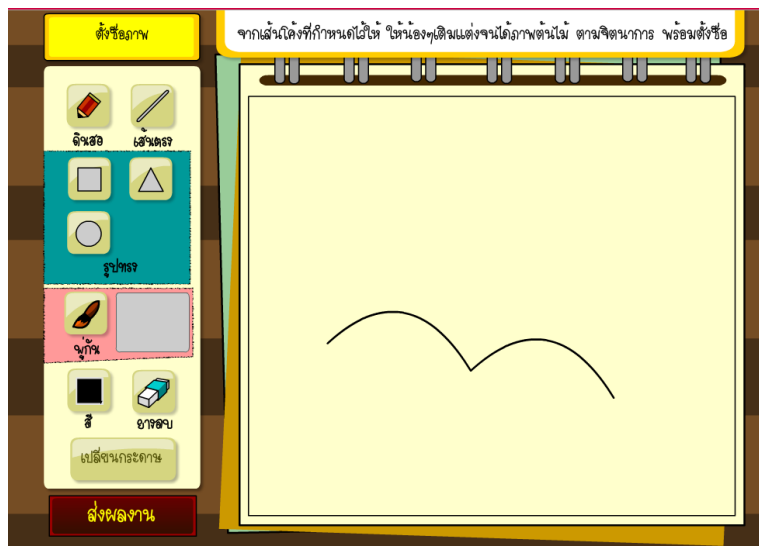 ตั้งชื่อภาพ
จากเส้นโค้งที่กำหนดไว้ให้ ให้น้องๆเติมแต่งจนได้ภาพต้นไม้ ตามจิตนาการ พร้อมตั้งชื่อ
ดินสอ
เส้นตรง
รูปทรง
พู่กัน
สี
ยางลบ
เปลี่ยนกระดาษ
ส่งผลงาน